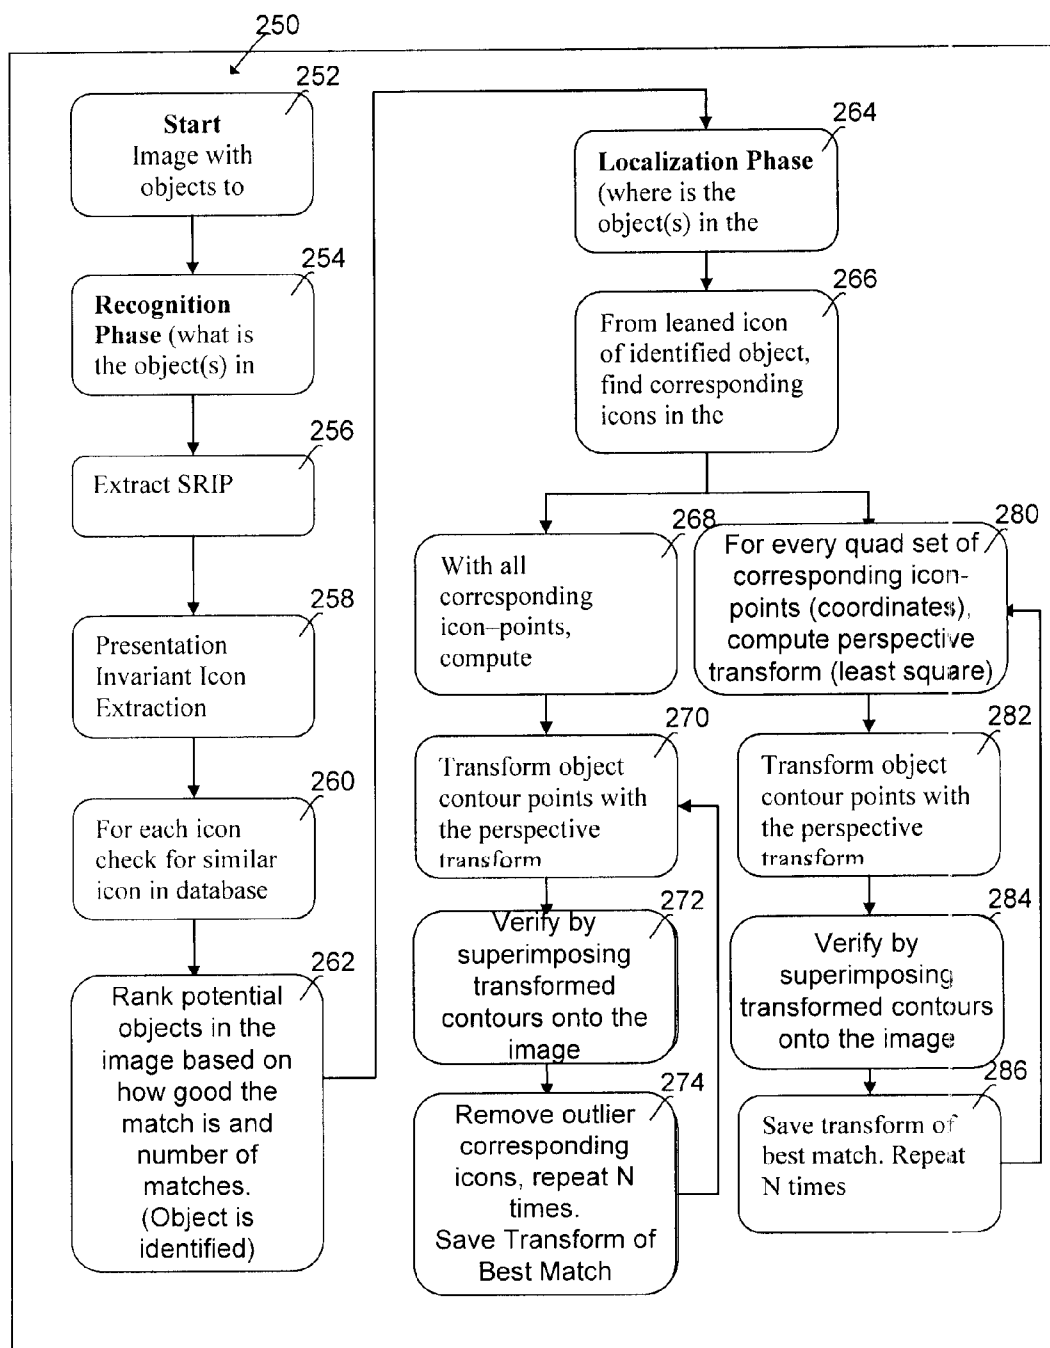 250
252
Start
Image with
objects to
254
Recognition
Phase (what is
the object(s) in
256
Extract SRIP
258
Presentation
Invariant Icon
Extraction
260
For each icon
check for similar
icon in database
262
Rank potential
objects in the
image based on
how good the
match is and
number of
matches.
(Object is
identified)
264
Localization Phase
(where is the
object(s) in the
266
From leaned icon
of identified object,
find corresponding
icons in the
268
With all
corresponding
icon–points,
compute
270
Transform object
contour points with
the perspective
transform
272
Verify by
superimposing
transformed
contours onto the
image
274
Remove outlier
corresponding
icons, repeat N
times.
Save Transform of
Best Match
280
For every quad set of
corresponding icon-
points (coordinates),
compute perspective
transform (least square)
282
Transform object
contour points with
the perspective
transform
284
Verify by
superimposing
transformed contours
onto the image
286
Save transform of
best match. Repeat
N times